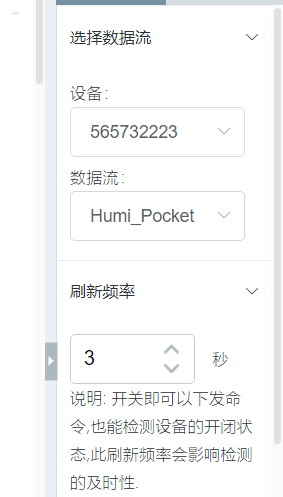 选择数据流
设备:
565732223
数据流:
Humi_Pocket
刷新频率
3 秒
说明: 开关即可以下发命
令,也能检测设备的开闭状
态,此刷新频率会影响检测
的及时性.